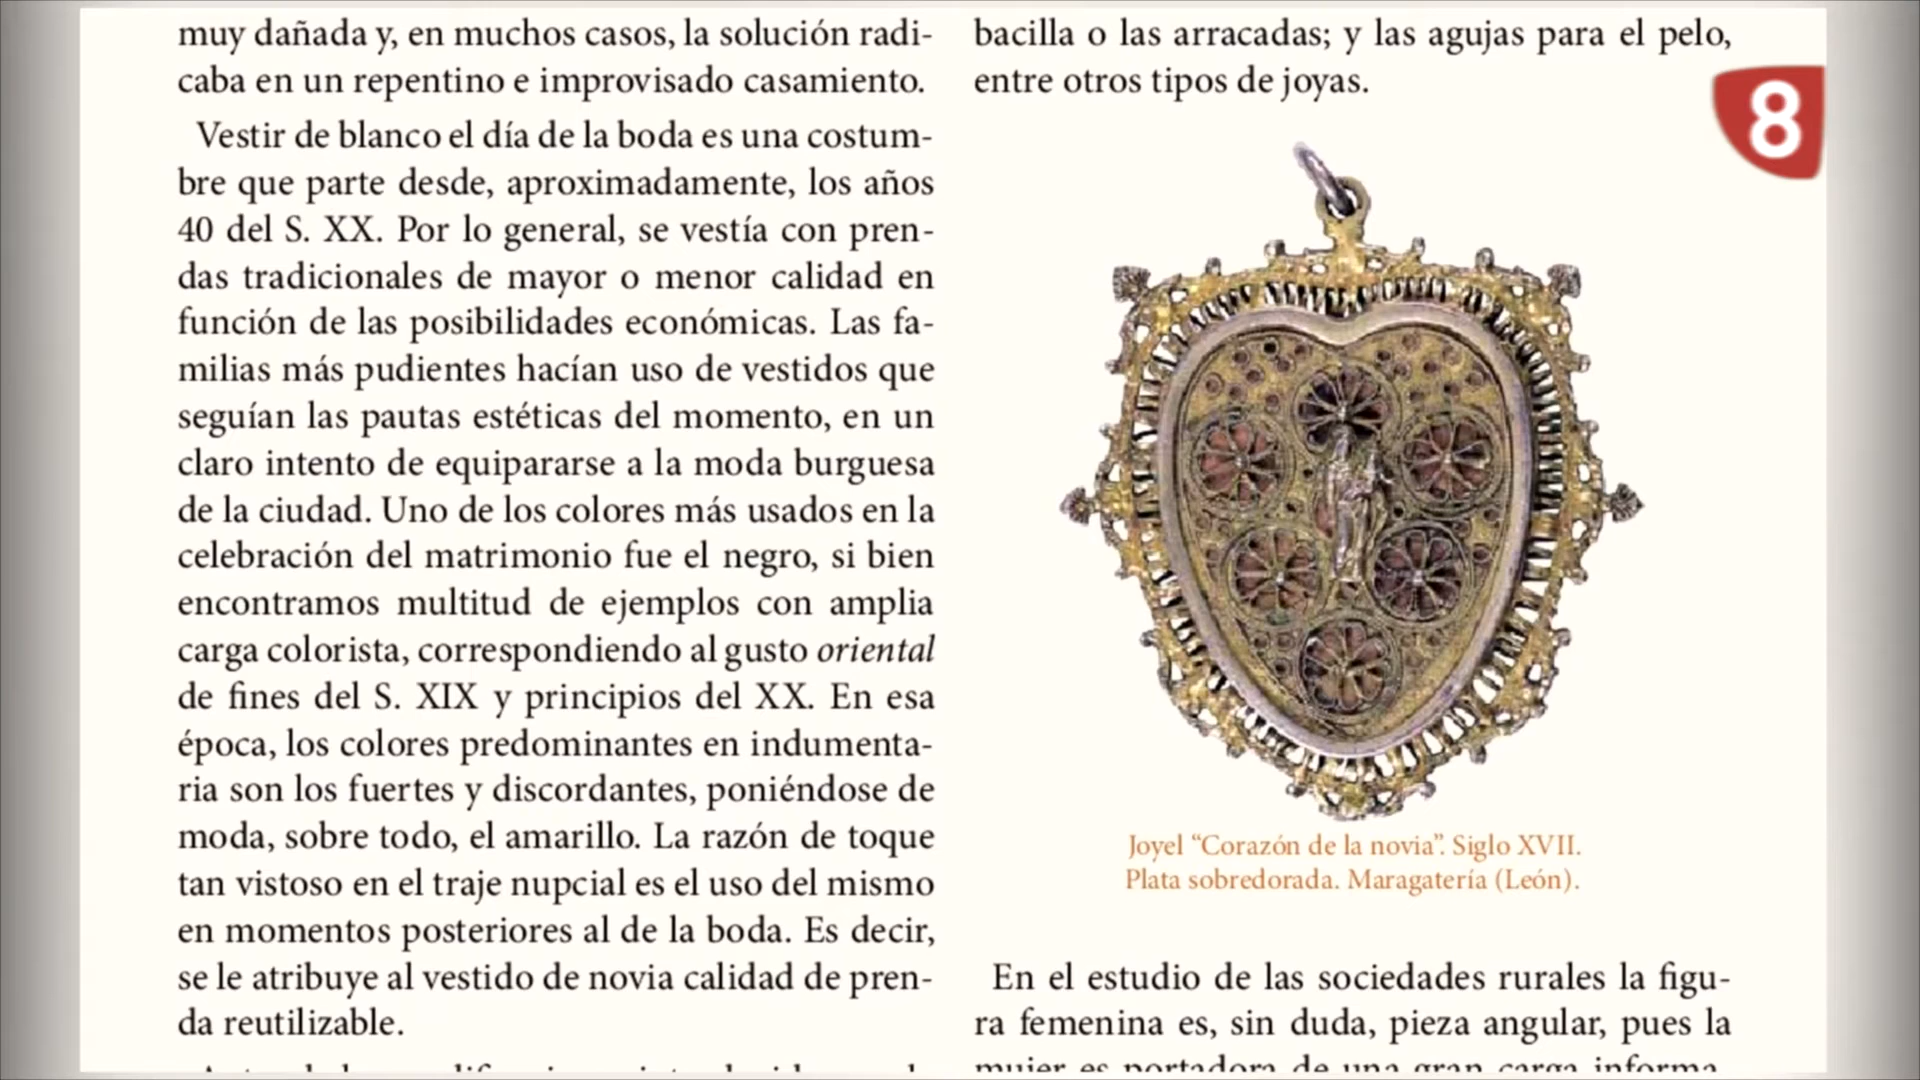 muy dañada y, en muchos casos, la solución radi-
caba en un repentino e improvisado casamiento.
Vestir de blanco el día de la boda es una costum-
bre que parte desde, aproximadamente, los años
40 del S. XX. Por lo general, se vestía con pren-
das tradicionales de mayor o menor calidad en
función de las posibilidades económicas. Las fa-
milias más pudientes hacían uso de vestidos que
seguían las pautas estéticas del momento, en un
claro intento de equipararse a la moda burguesa
de la ciudad. Uno de los colores más usados en la
celebración del matrimonio fue el negro, si bien
encontramos multitud de ejemplos con amplia
carga colorista, correspondiendo al gusto oriental
de fines del S. XIX y principios del XX. En esa
época, los colores predominantes en indumenta-
ria son los fuertes y discordantes, poniéndose de
moda, sobre todo, el amarillo. La razón de toque
tan vistoso en el traje nupcial es el uso del mismo
en momentos posteriores al de la boda. Es decir,
se le atribuye al vestido de novia calidad de pren-
da reutilizable.
bacilla o las arracadas; y las agujas para el pelo,
entre otros tipos de joyas.
8
Joyel “Corazón de la novia”. Siglo XVII.
Plata sobredorada. Maragatería (León).
En el estudio de las sociedades rurales la figu-
ra femenina es, sin duda, pieza angular, pues la
mujer es portadora de una gran carga informa-